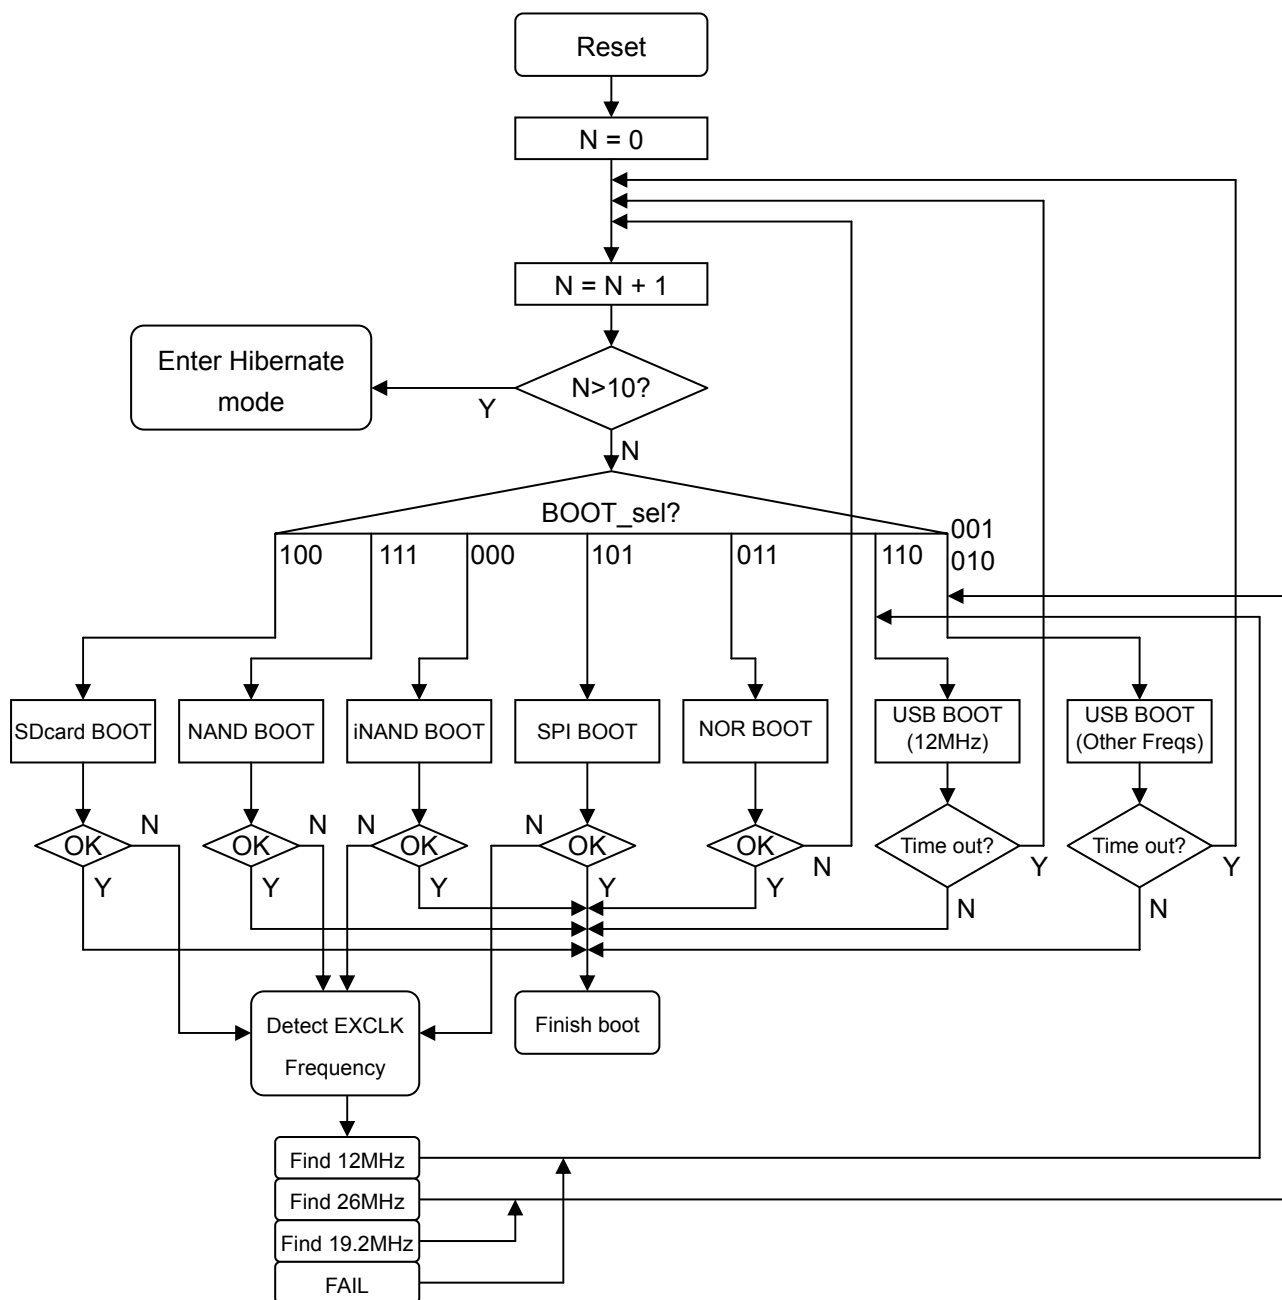 Reset
N = 0
N = N + 1
Enter Hibernate
mode
N>10?
Y
N
BOOT_sel?
001
100
111
000
101
011
110
010
SDcard BOOT
NAND BOOT
iNAND BOOT
SPI BOOT
NOR BOOT
USB BOOT
(12MHz)
USB BOOT
(Other Freqs)
OK
N
Y
OK
N
Y
N
OK
Y
N
OK
Y
OK
N
Y
Time out?
Y
N
Time out?
Y
N
Detect EXCLK
Frequency
Finish boot
Find 12MHz
Find 26MHz
Find 19.2MHz
FAIL